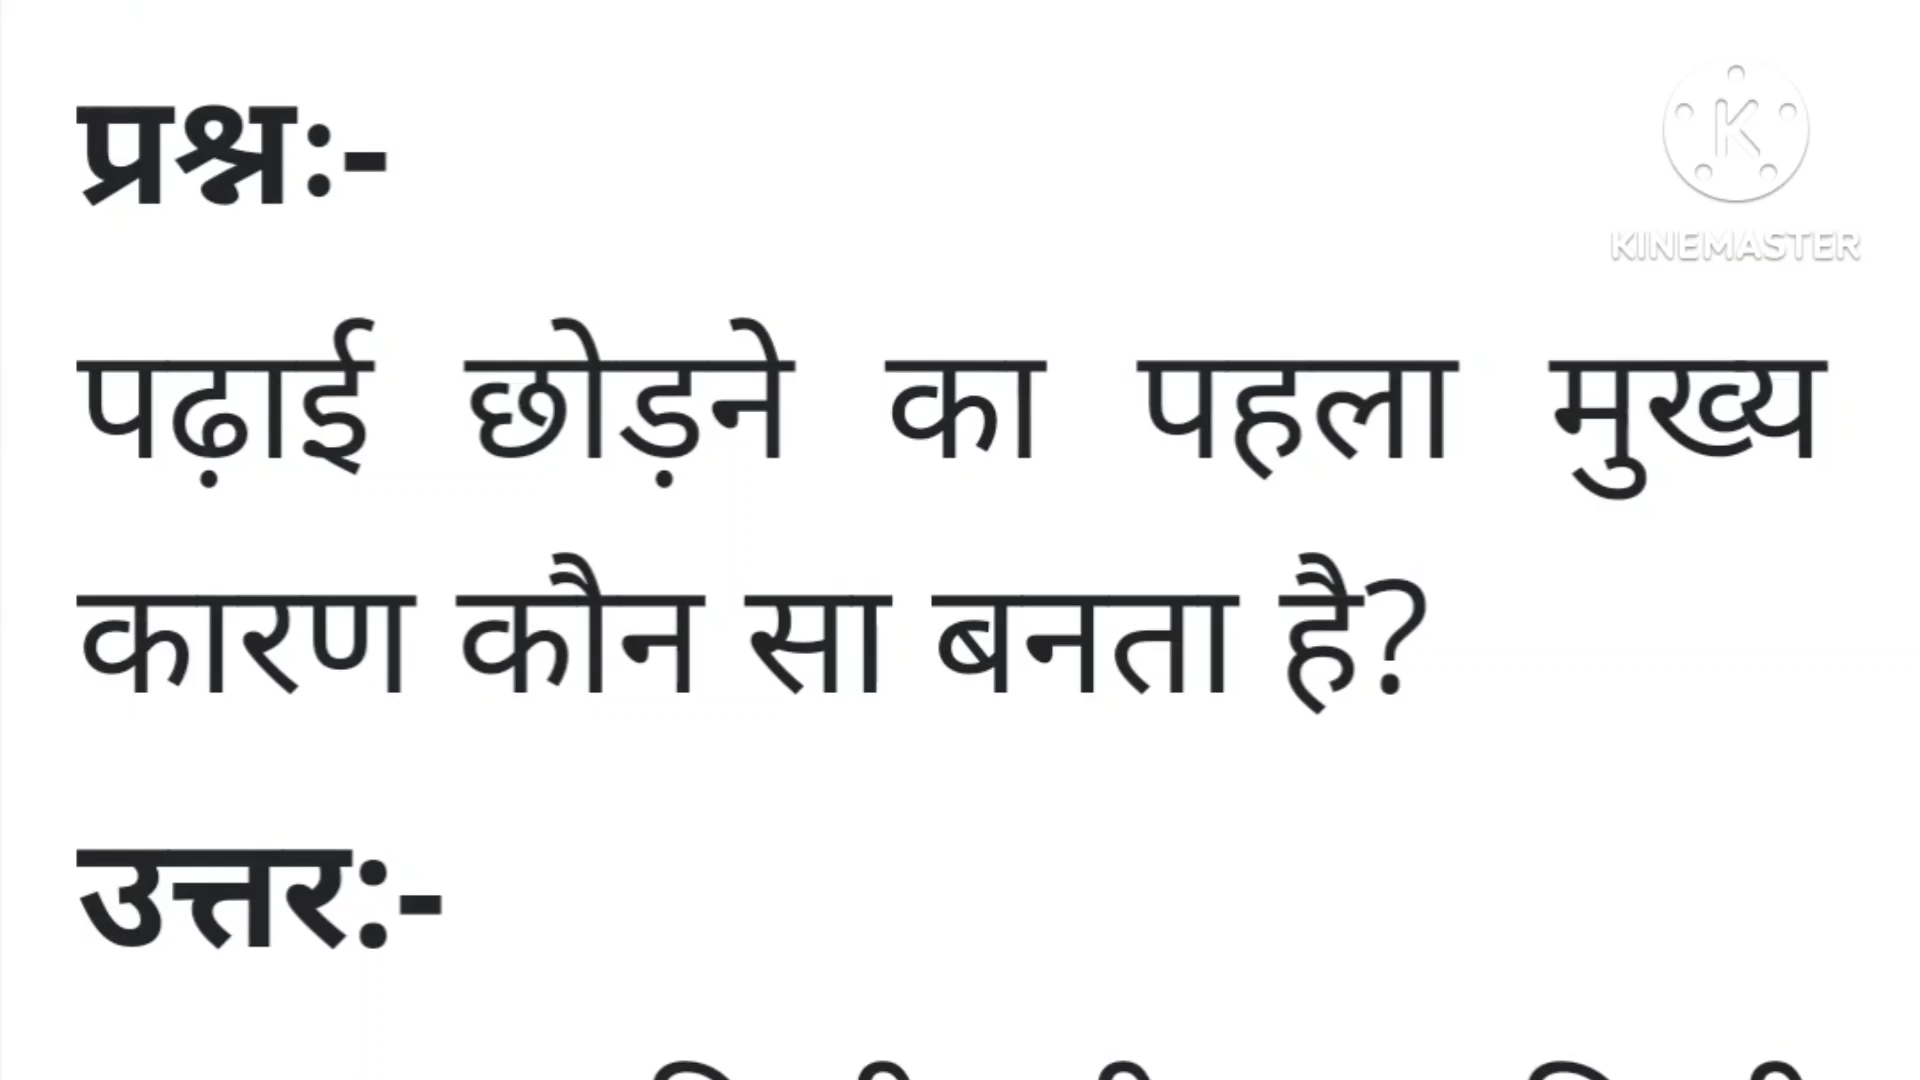 प्रश्न:-
KINEMASTER
पढ़ाई छोड़ने का पहला मुख्य
कारण कौन सा बनता है?
उत्तर:-